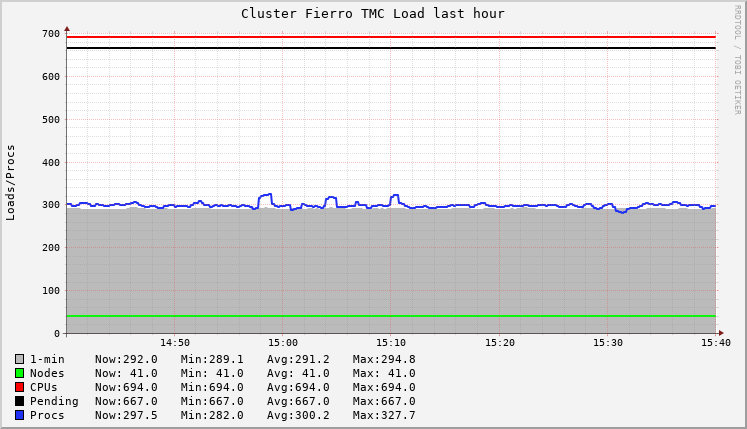 Cluster Fierro TMC Load last hour
RRDTOOL / TOBI OETIKER
Loads/Procs
700
600
500
400
300
200
100
0
14:50 15:00 15:10 15:20 15:30 15:40
1-min Now:292.0 Min:289.1 Avg:291.2 Max:294.8
Nodes Now: 41.0 Min: 41.0 Avg: 41.0 Max: 41.0
CPUs Now:694.0 Min:694.0 Avg:694.0 Max:694.0
Pending Now:667.0 Min:667.0 Avg:667.0 Max:667.0
Procs Now:297.5 Min:282.0 Avg:300.2 Max:327.7